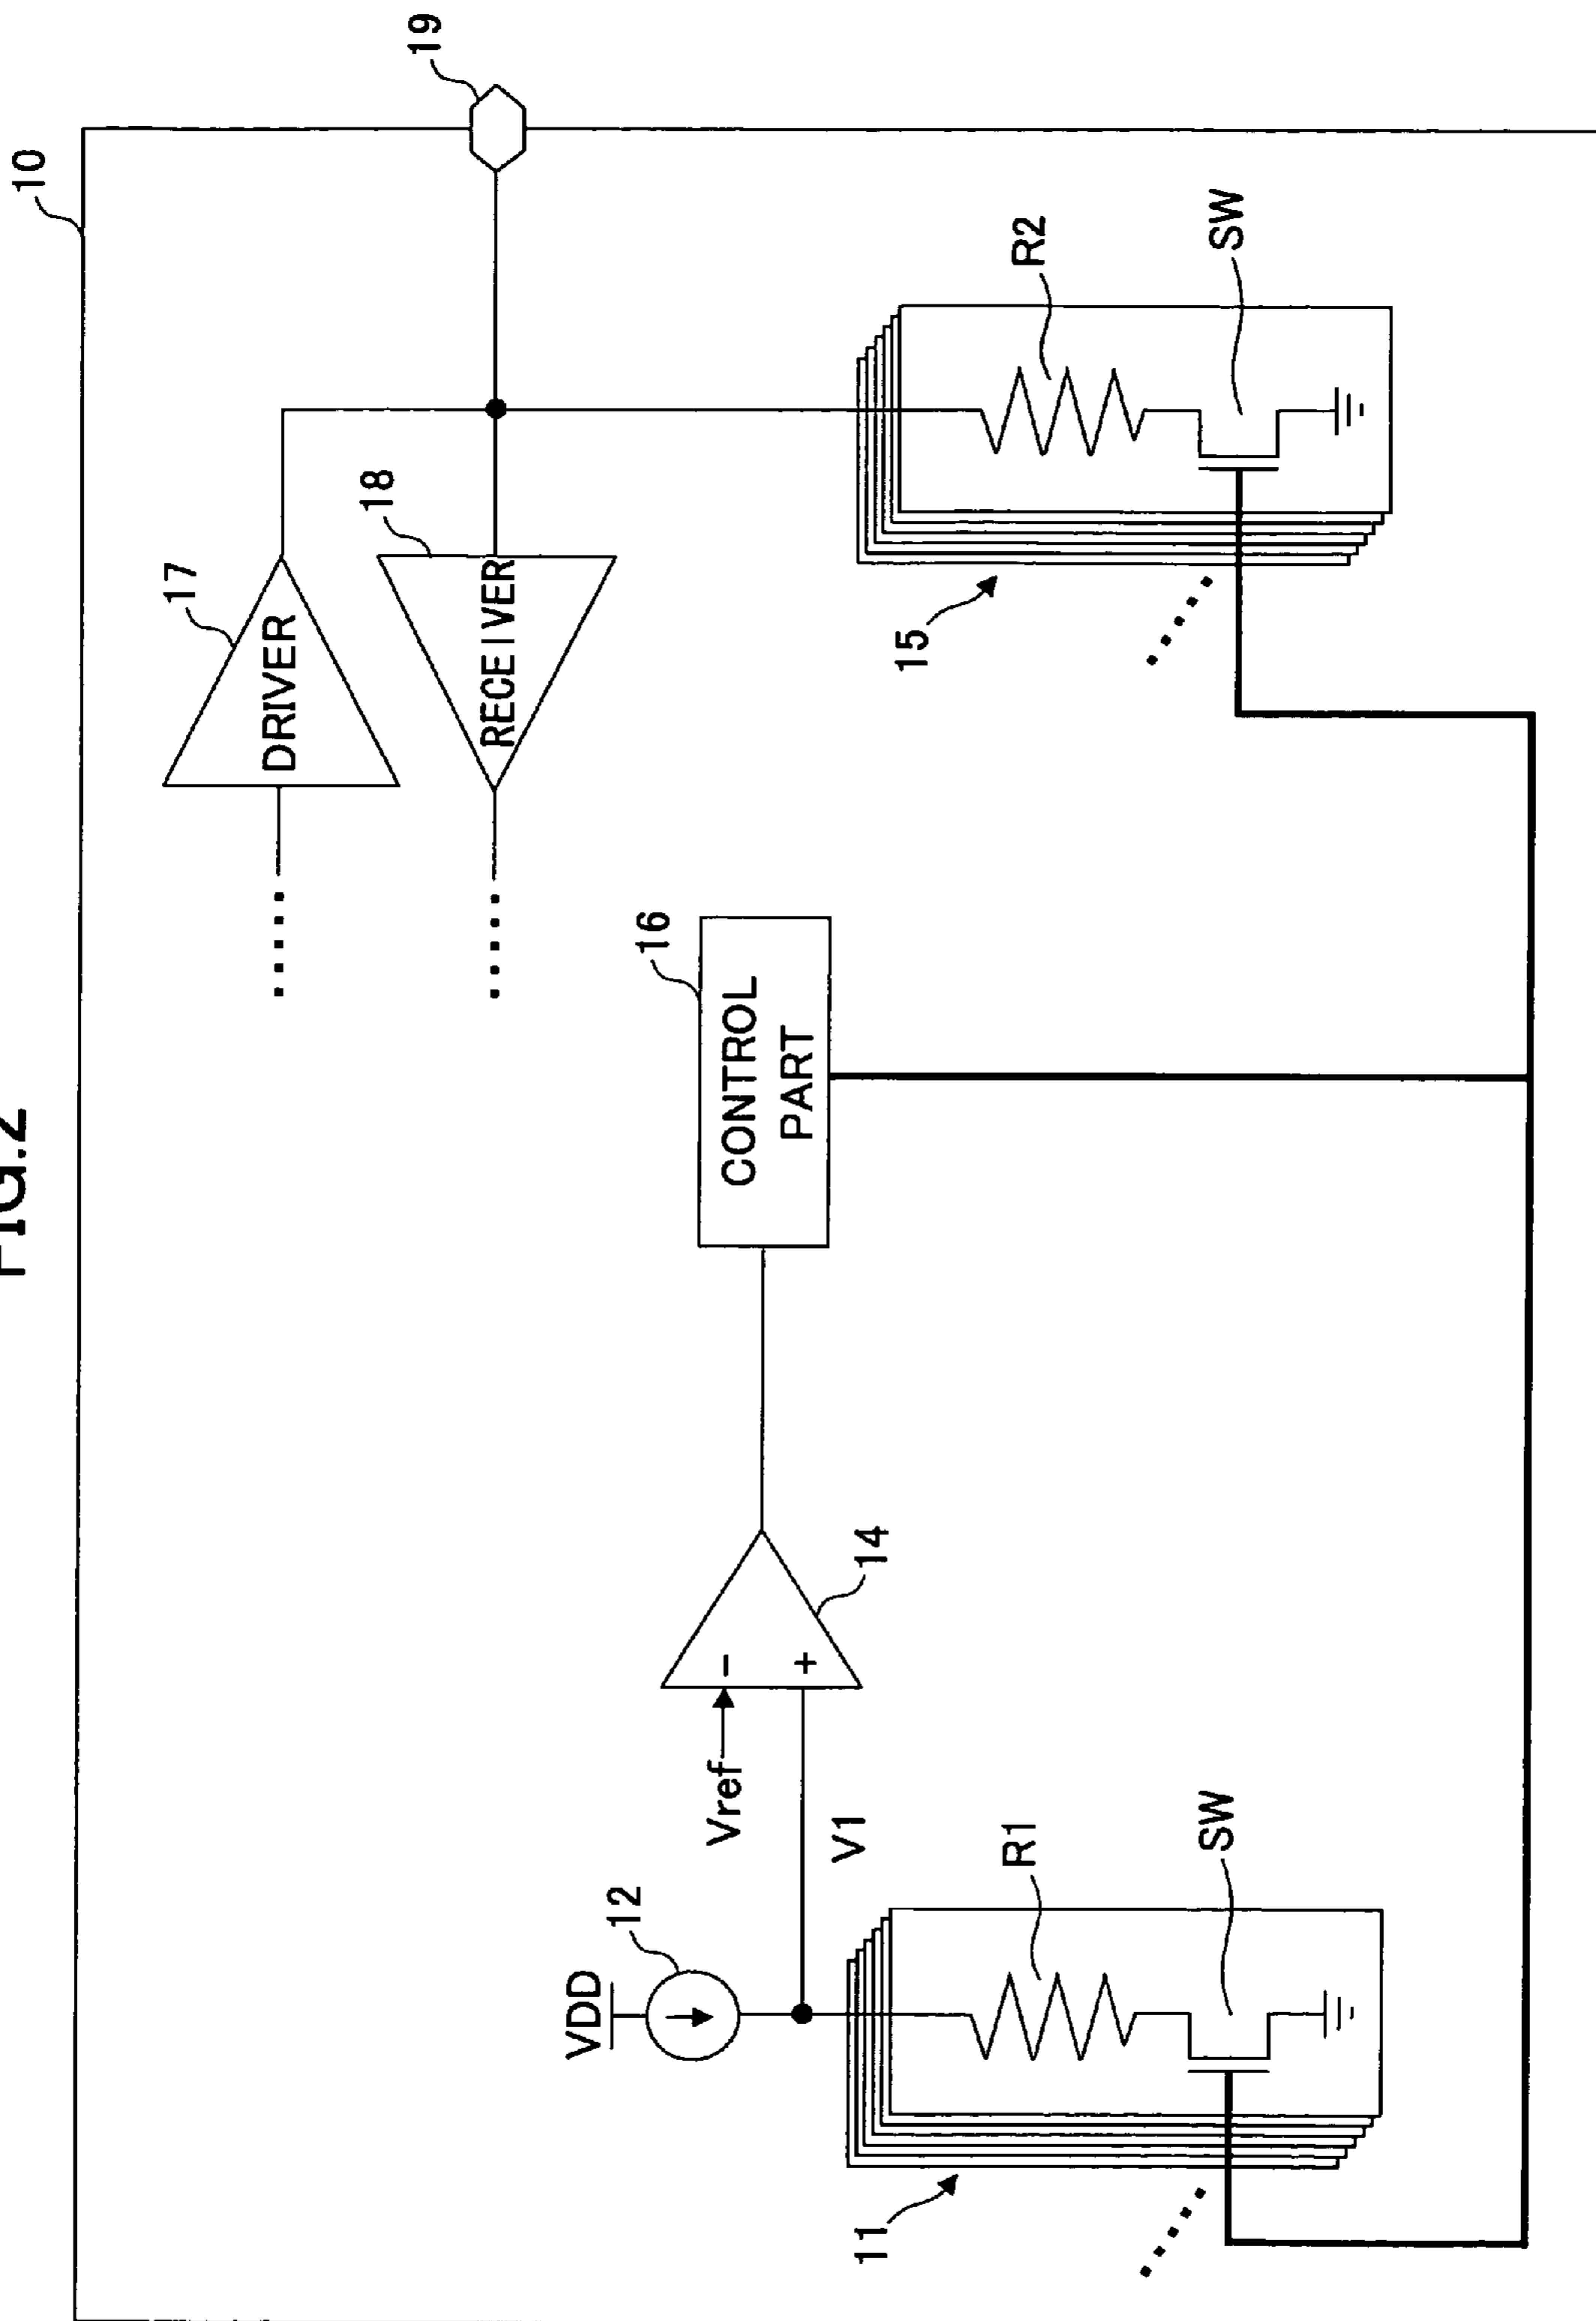 FIG.2
10
19
17
DRIVER
18
RECEIVER
16
CONTROL
PART
VDD
12
Vref
-
+
14
V1
R1
SW
11
15
R2
SW